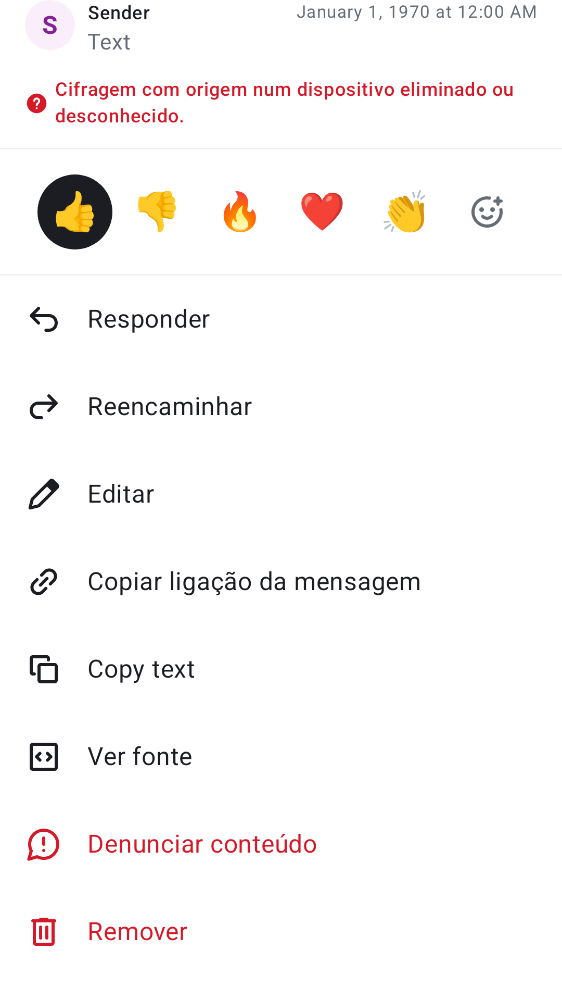 S
Sender
January 1, 1970 at 12:00 AM
Text
Cifragem com origem num dispositivo eliminado ou
desconhecido.
Responder
Reencaminhar
Editar
Copiar ligação da mensagem
Copy text
Ver fonte
Denunciar conteúdo
Remover